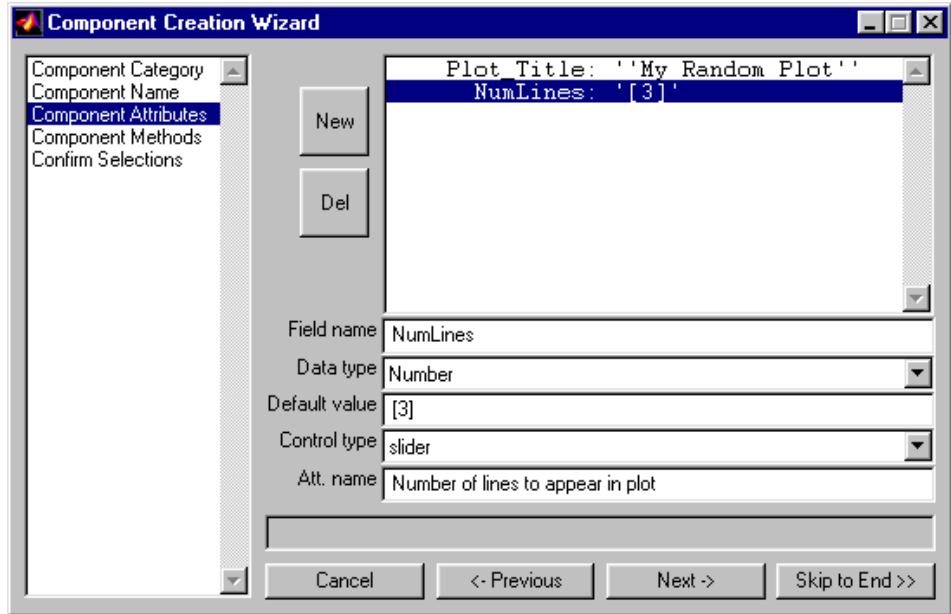 Component Creation Wizard
Component Category
Component Name
Component Attributes
Component Methods
Confirm Selections
New
Del
Plot_Title: ''My Random Plot''
NumLines: '[3]'
Field name NumLines
Data type Number
Default value [3]
Control type slider
Att. name Number of lines to appear in plot
Cancel <- Previous Next -> Skip to End >>